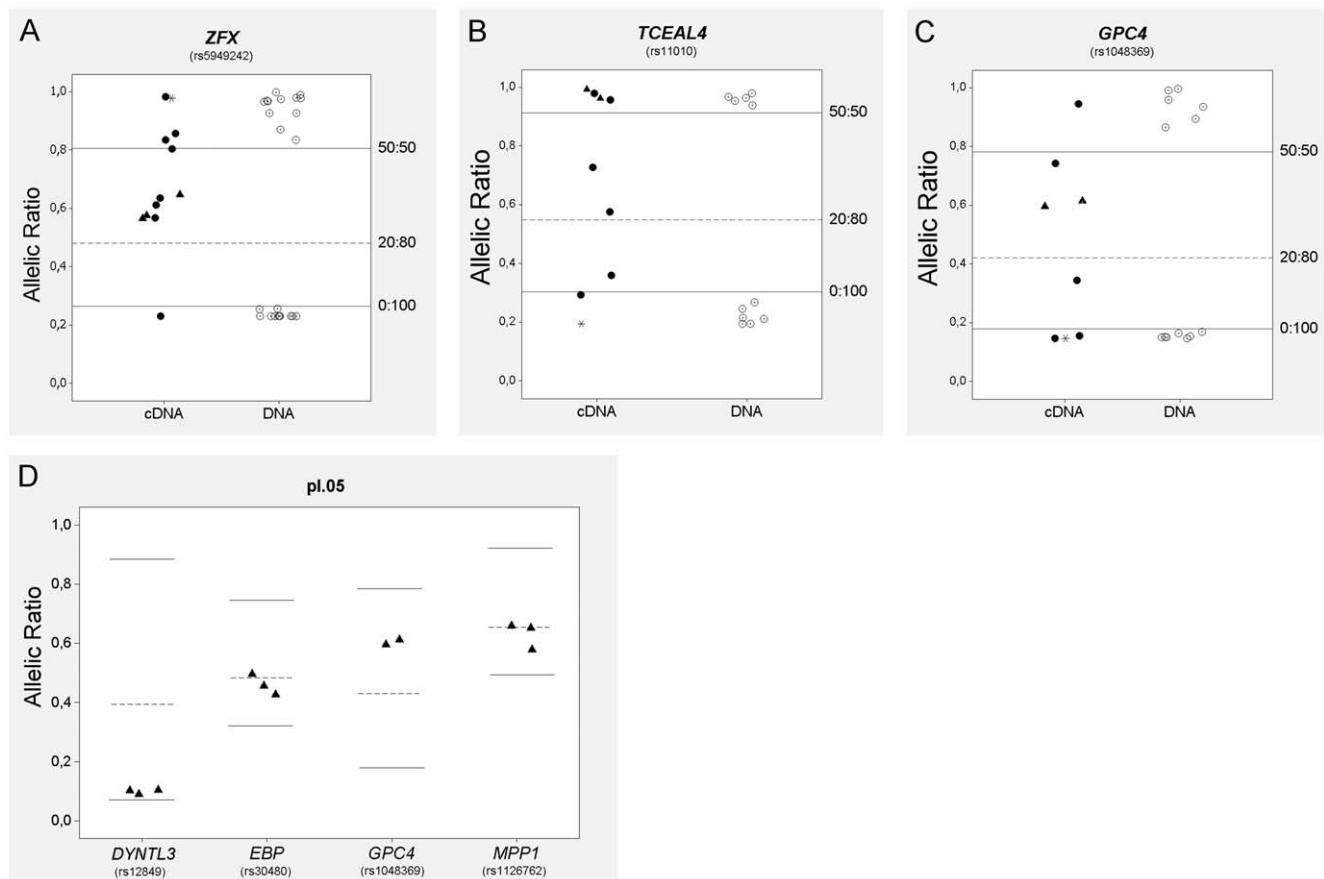 A
ZFX
(rs5949242)
Allelic Ratio
1,0
0,8
0,6
0,4
0,2
0,0
50:50
20:80
0:100
cDNA DNA
B
TCEAL4
(rs11010)
Allelic Ratio
1,0
0,8
0,6
0,4
0,2
0,0
50:50
20:80
0:100
cDNA DNA
C
GPC4
(rs1048369)
Allelic Ratio
1,0
0,8
0,6
0,4
0,2
0,0
50:50
20:80
0:100
cDNA DNA
D
pl.05
Allelic Ratio
1,0
0,8
0,6
0,4
0,2
0,0
DYNTL3 EBP GPC4 MPP1
(rs12849) (rs30480) (rs1048369) (rs1126762)